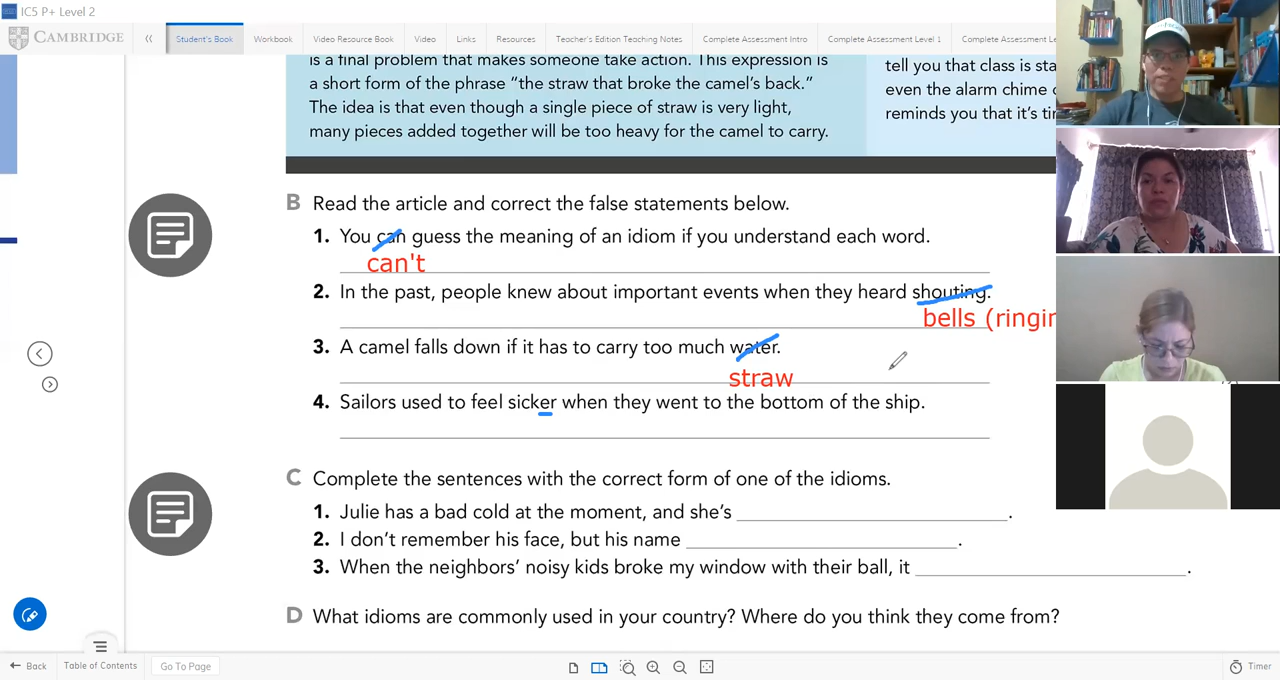 IC5 P+ Level 2
CAMBRIDGE
Student's Book
Workbook
Video Resource Book
Video
Links
Resources
Teacher's Edition Teaching Notes
Complete Assessment Intro
Complete Assessment Level 1
Complete Assessment Le
is a final problem that makes someone take action. This expression is
a short form of the phrase "the straw that broke the camel's back."
The idea is that even though a single piece of straw is very light,
many pieces added together will be too heavy for the camel to carry.
tell you that class is sta
even the alarm chime o
reminds you that it's ti
B Read the article and correct the false statements below.
1. You can guess the meaning of an idiom if you understand each word.
can't
2. In the past, people knew about important events when they heard shouting.
bells (ringin
3. A camel falls down if it has to carry too much water.
straw
4. Sailors used to feel sicker when they went to the bottom of the ship.
C Complete the sentences with the correct form of one of the idioms.
1. Julie has a bad cold at the moment, and she's .
2. I don't remember his face, but his name .
3. When the neighbors' noisy kids broke my window with their ball, it .
D What idioms are commonly used in your country? Where do you think they come from?
Back
Table of Contents
Go To Page
Timer